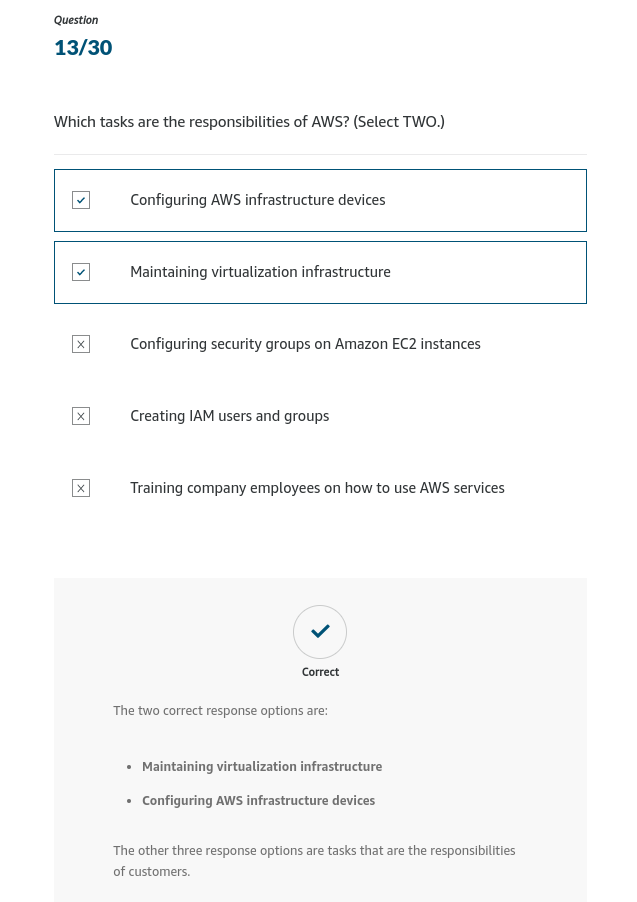 Question
13/30
Which tasks are the responsibilities of AWS? (Select TWO.)
Configuring AWS infrastructure devices
Maintaining virtualization infrastructure
Configuring security groups on Amazon EC2 instances
Creating IAM users and groups
Training company employees on how to use AWS services
Correct
The two correct response options are:
• Maintaining virtualization infrastructure
• Configuring AWS infrastructure devices
The other three response options are tasks that are the responsibilities
of customers.